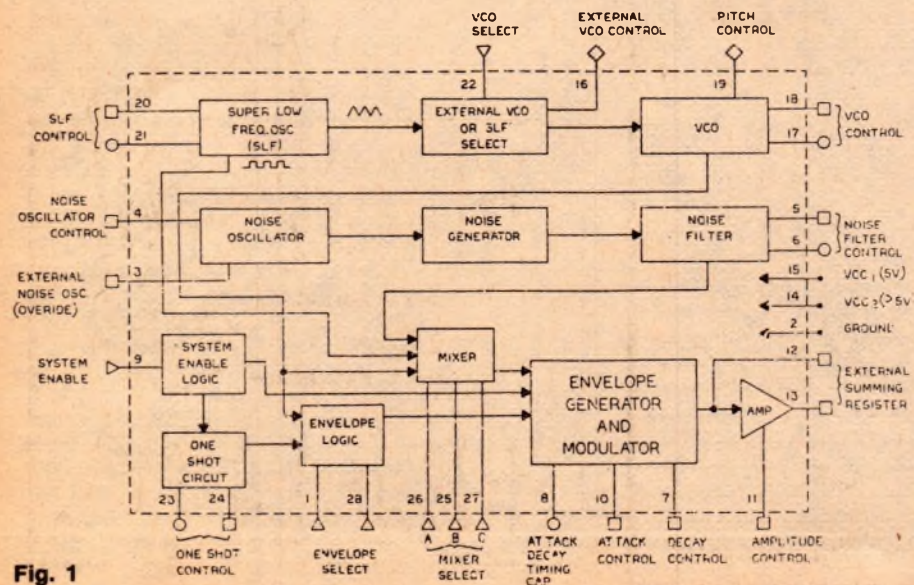 VCO
SELECT
EXTERNAL
VCO CONTROL
PITCH
CONTROL
22
16
19
SLF
CONTROL
20
21
SUPER LOW
FREQ.OSC
(SLF)
EXTERNAL VCO
OR SLF
SELECT
VCO
18
17
VCO
CONTROL
NOISE
OSCILLATOR
CONTROL
4
NOISE
OSCILLATOR
NOISE
GENERATOR
NOISE
FILTER
5
6
NOISE
FILTER
CONTROL
EXTERNAL
NOISE OSC
(OVERIDE)
3
15
VCC 1 (5V)
14
VCC 2 (>5V)
2
GROUND
SYSTEM
ENABLE
9
SYSTEM
ENABLE
LOGIC
MIXER
ENVELOPE
GENERATOR
AND
MODULATOR
12
13
AMP
EXTERNAL
SUMMING
REGISTER
ONE
SHOT
CIRCUT
ENVELOPE
LOGIC
23
24
1
28
26
25
27
8
10
7
11
A
B
C
ONE SHOT
CONTROL
ENVELOPE
SELECT
MIXER
SELECT
ATTACK
DECAY
TIMING
CAP
ATTACK
CONTROL
DECAY
CONTROL
AMPLITUDE
CONTROL
Fig. 1